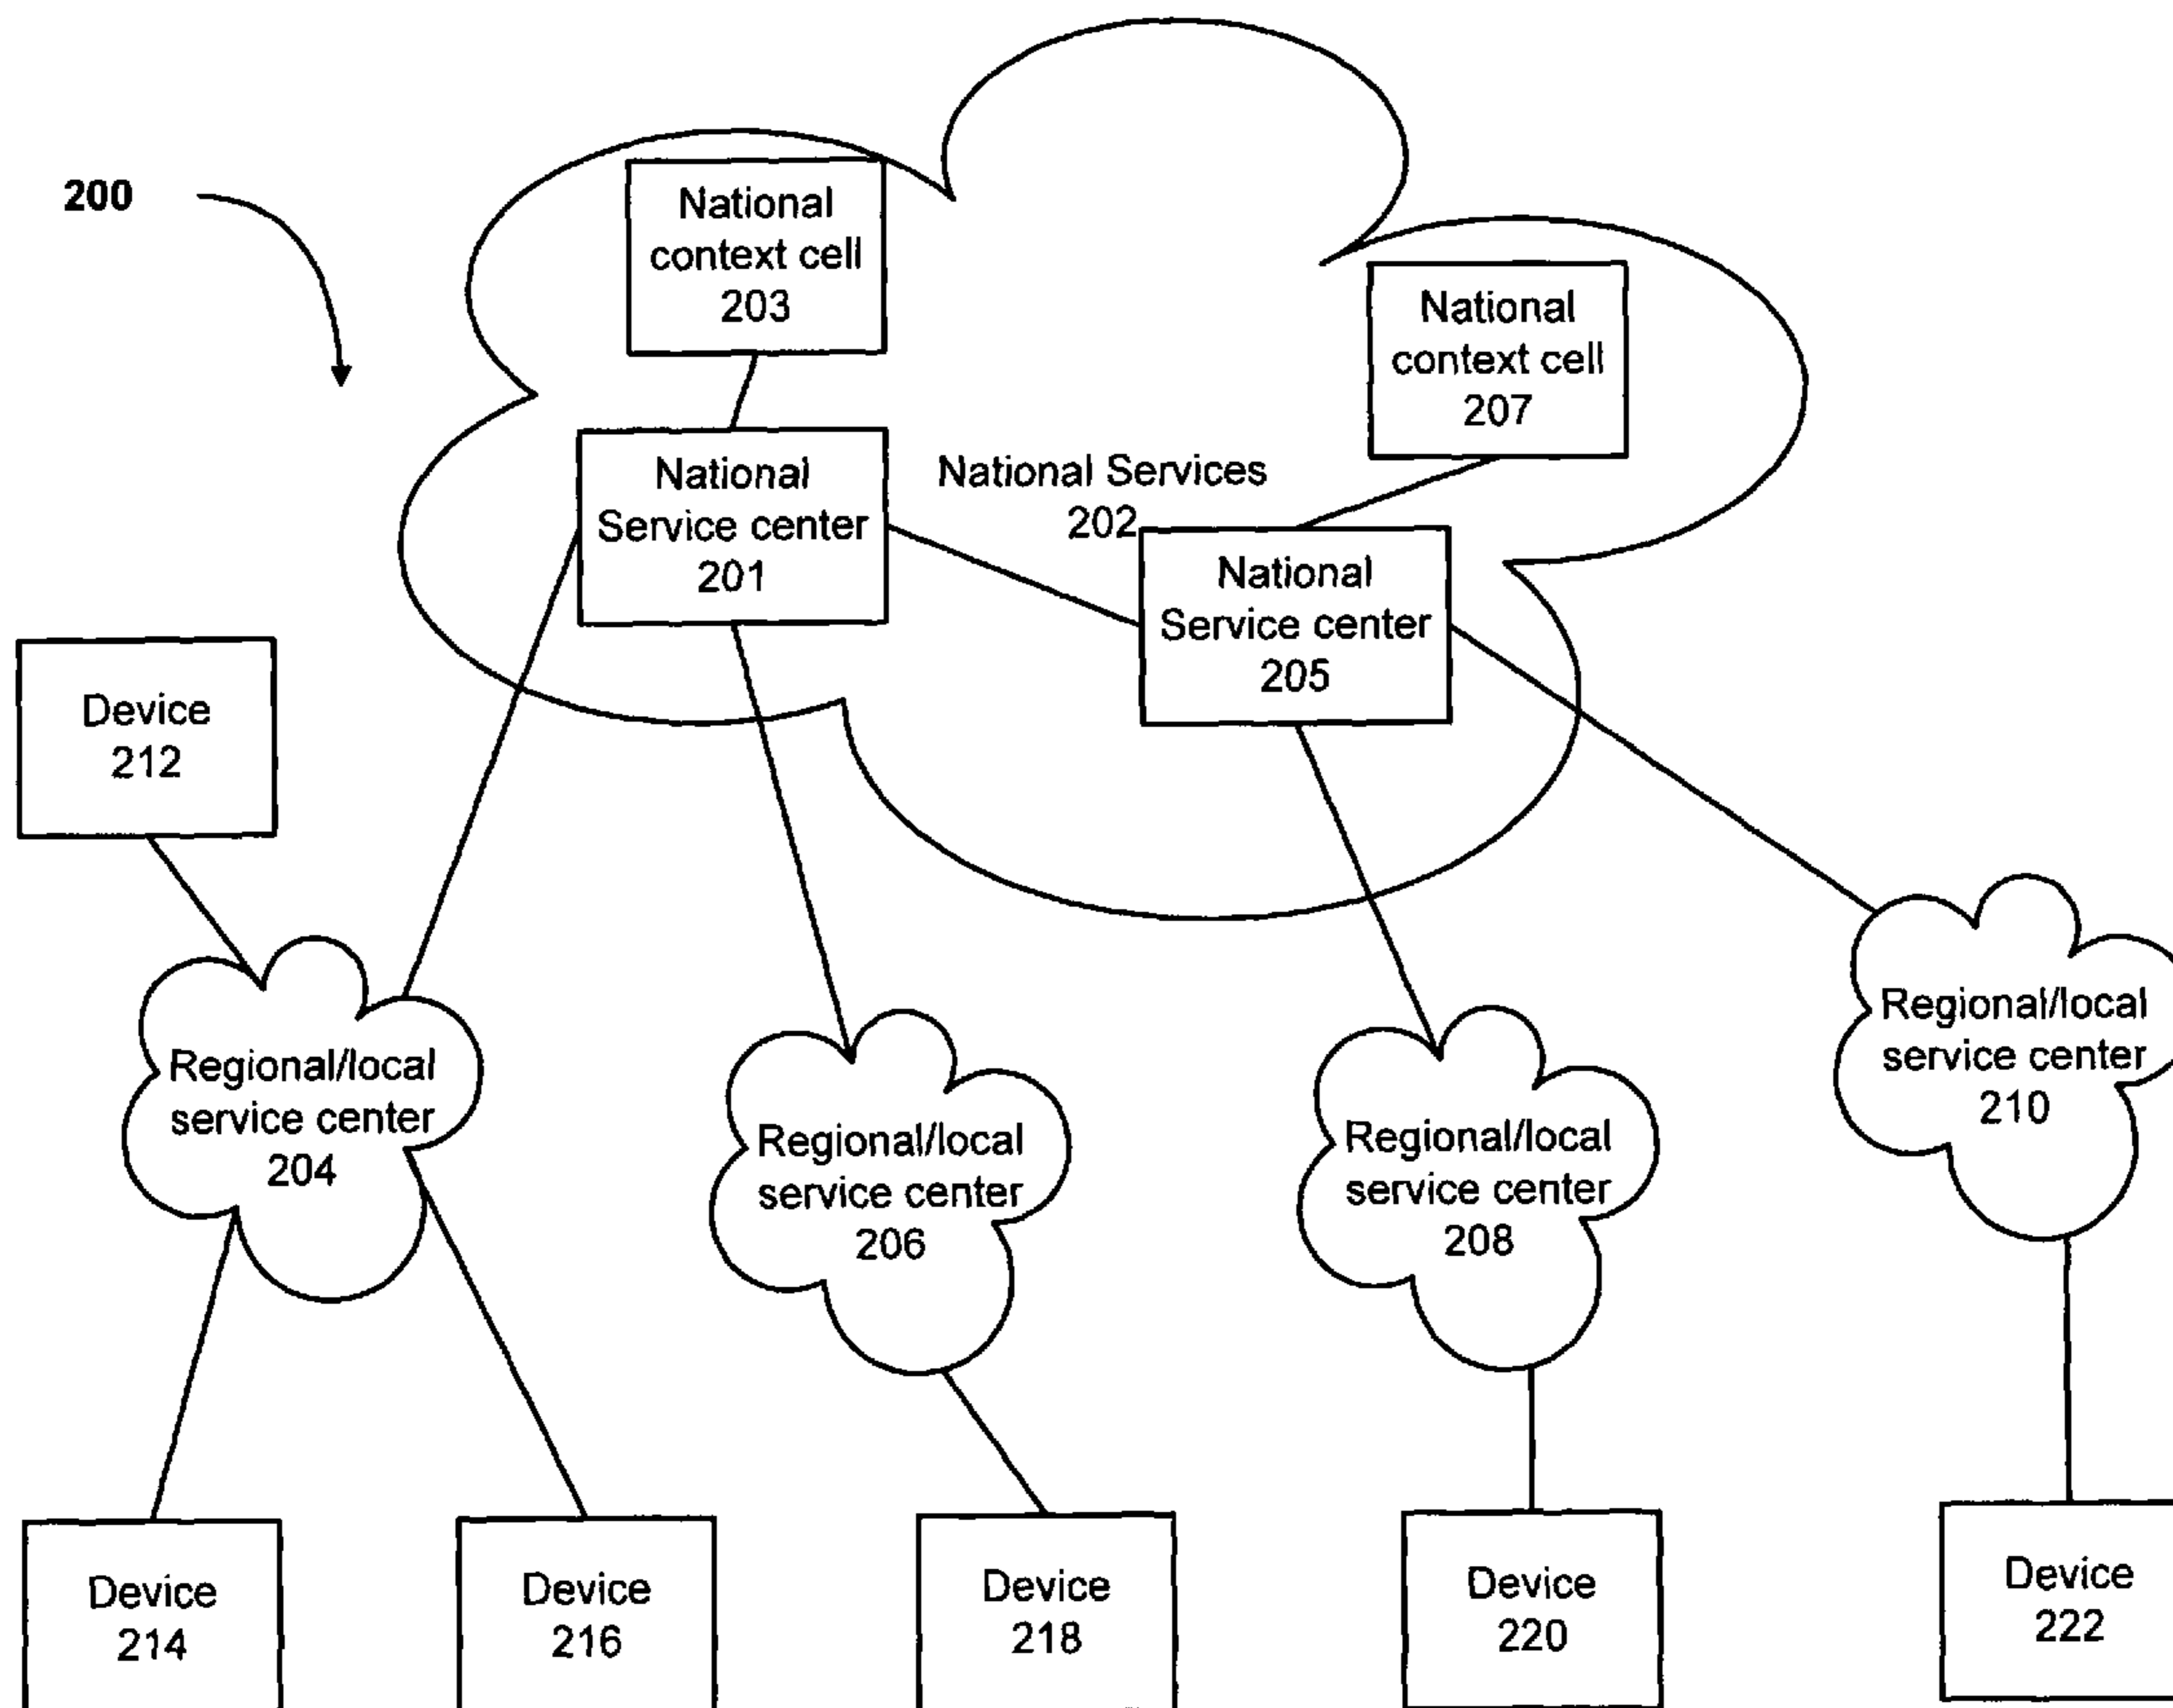 200
National
context cell
203
National
context cell
207
National
Service center
201
National Services
202
National
Service center
205
Device
212
Regional/local
service center
204
Regional/local
service center
206
Regional/local
service center
208
Regional/local
service center
210
Device
214
Device
216
Device
218
Device
220
Device
222